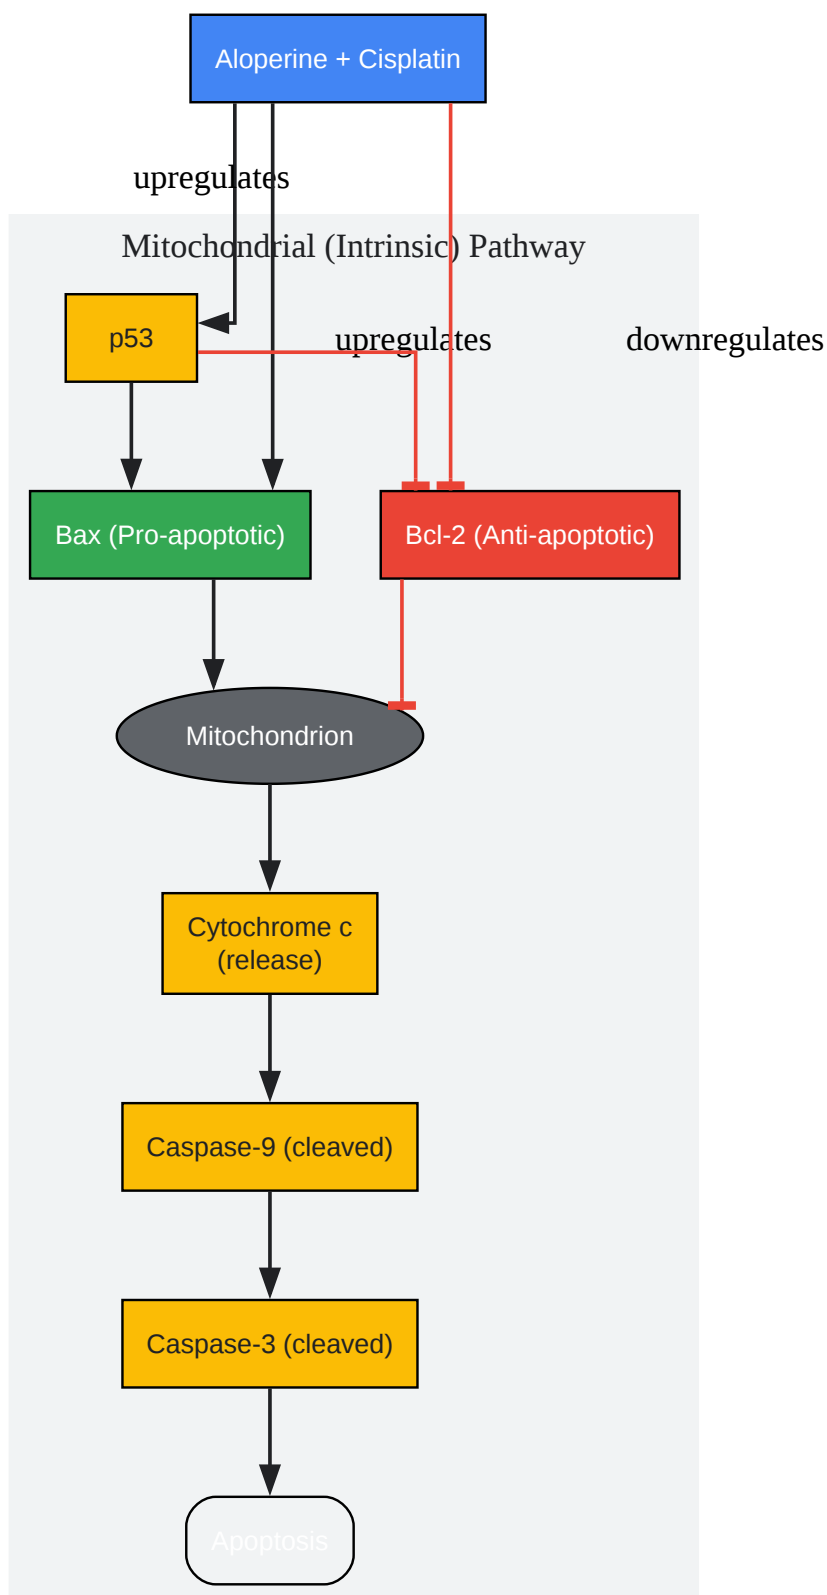 Aloperine + Cisplatin
upregulates
Mitochondrial (Intrinsic) Pathway
p53
upregulates
downregulates
Bax (Pro-apoptotic)
Bcl-2 (Anti-apoptotic)
Mitochondrion
Cytochrome c
(release)
Caspase-9 (cleaved)
Caspase-3 (cleaved)
Apoptosis